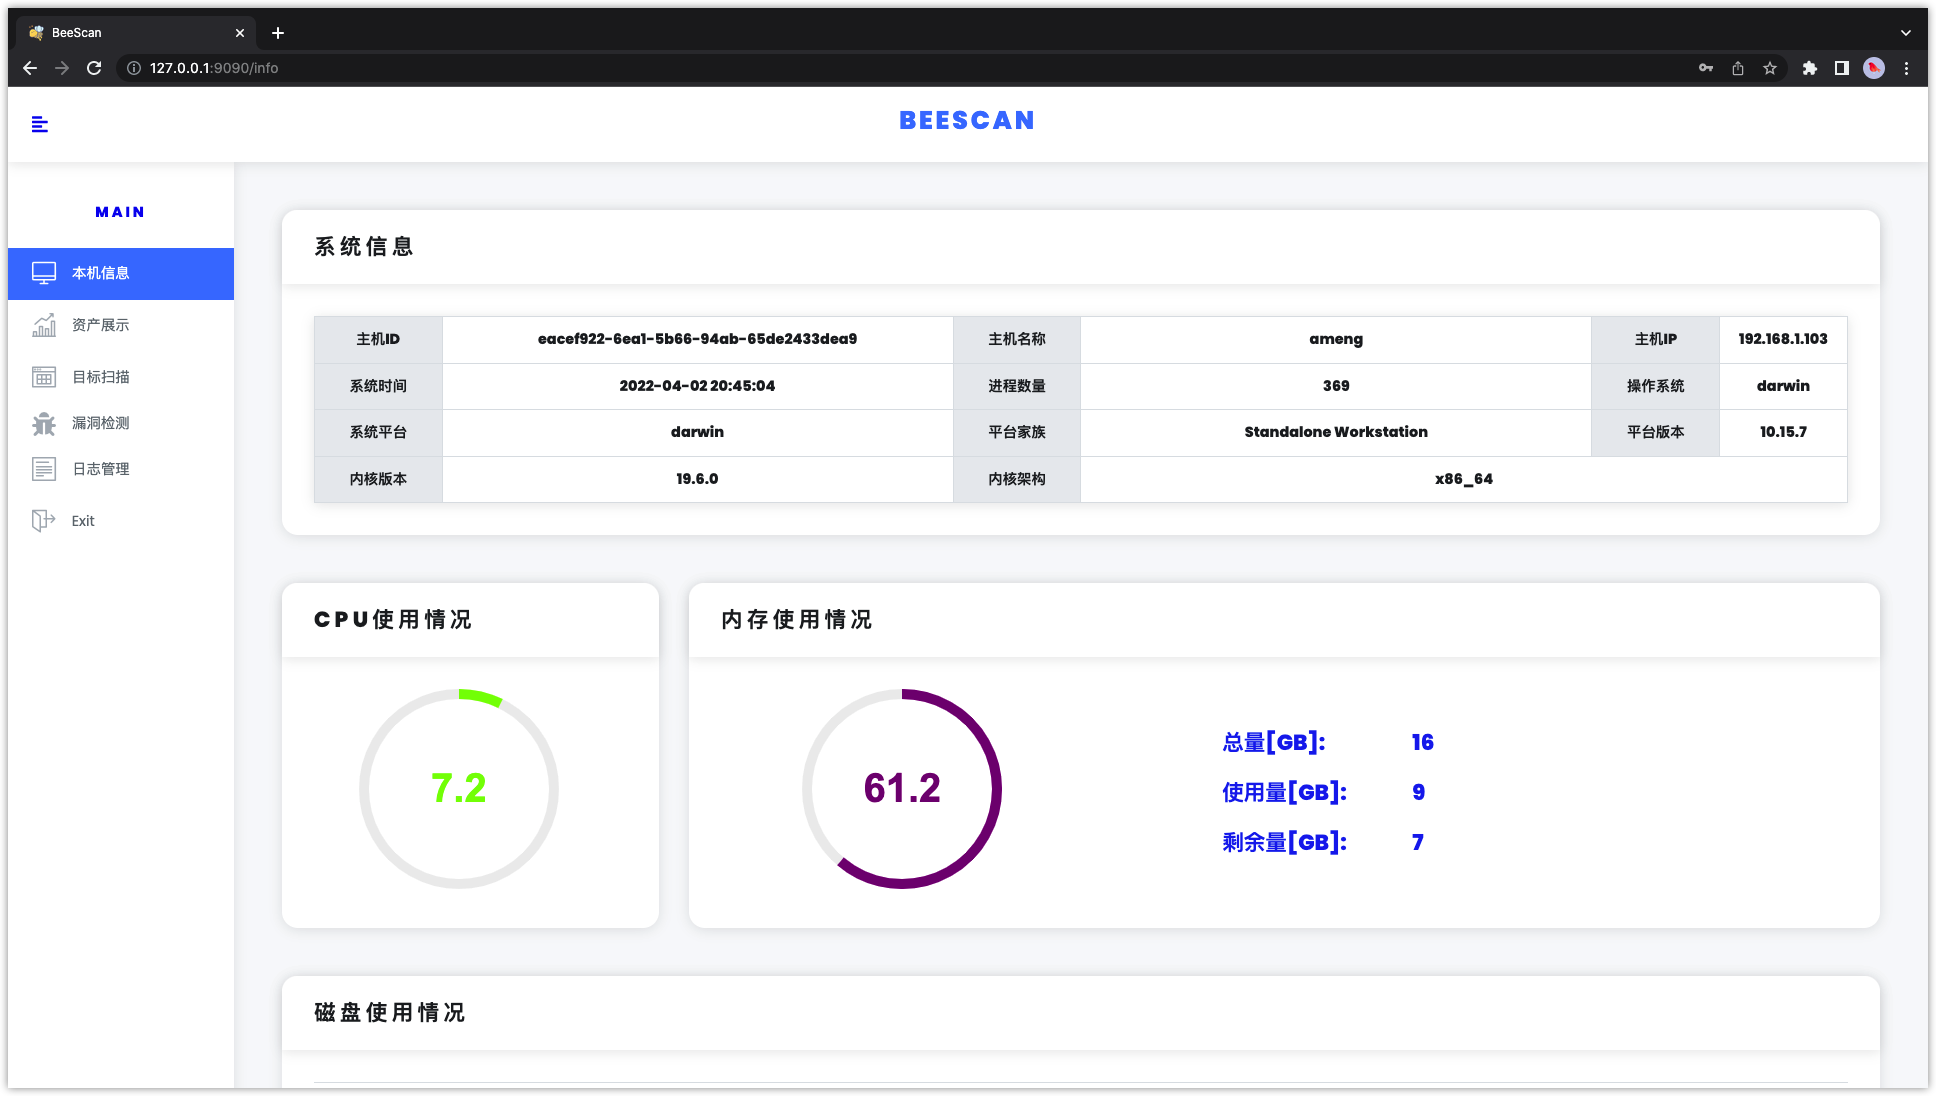 BeeScan
127.0.0.1:9090/info
BEESCAN
MAIN
本机信息
资产展示
目标扫描
漏洞检测
日志管理
Exit
系统信息
主机ID eacef922-6ea1-5b66-94ab-65de2433dea9 主机名称 ameng 主机IP 192.168.1.103
系统时间 2022-04-02 20:45:04 进程数量 369 操作系统 darwin
系统平台 darwin 平台家族 Standalone Workstation 平台版本 10.15.7
内核版本 19.6.0 内核架构 x86_64
CPU使用情况
7.2
内存使用情况
61.2
总量[GB]: 16
使用量[GB]: 9
剩余量[GB]: 7
磁盘使用情况